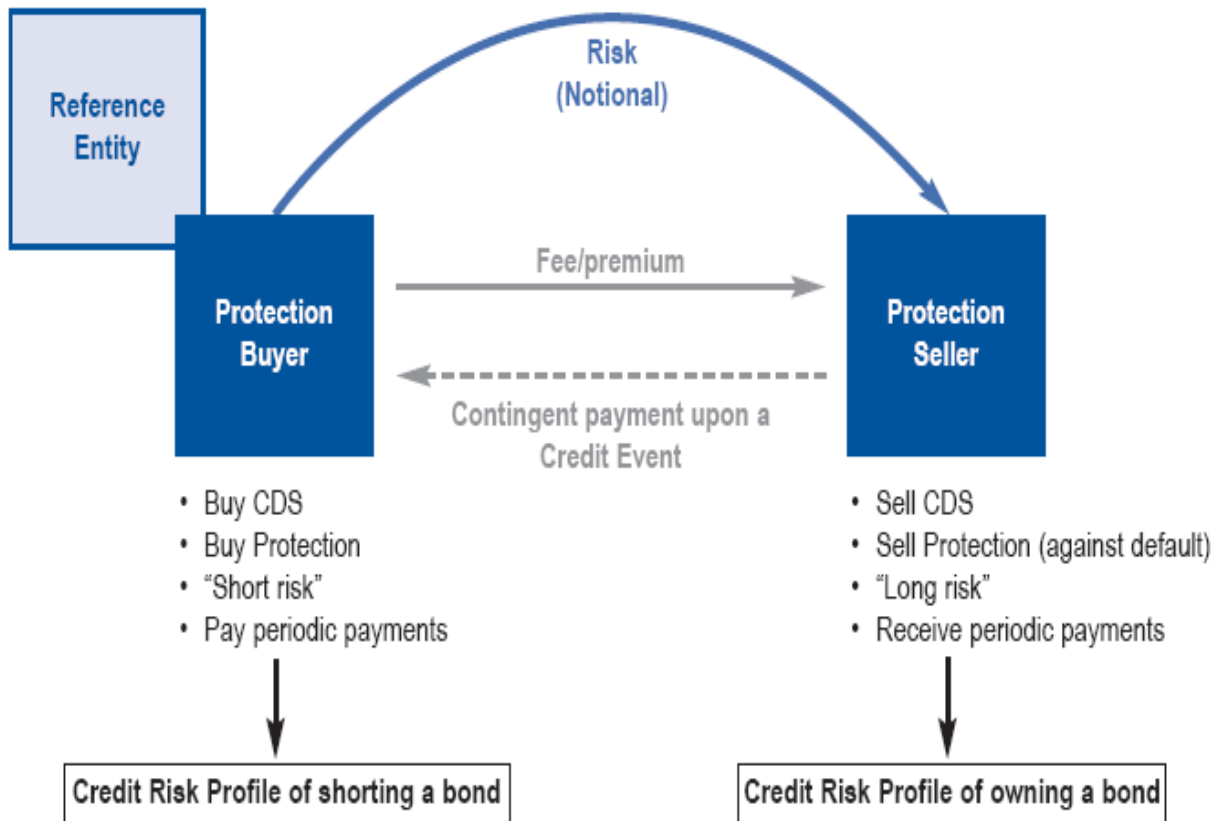 Risk
(Notional)
Reference
Entity
Fee/premium
Protection
Buyer
Protection
Seller
Contingent payment upon a
Credit Event
• Buy CDS
• Buy Protection
• “Short risk”
• Pay periodic payments
• Sell CDS
• Sell Protection (against default)
• “Long risk”
• Receive periodic payments
Credit Risk Profile of shorting a bond
Credit Risk Profile of owning a bond